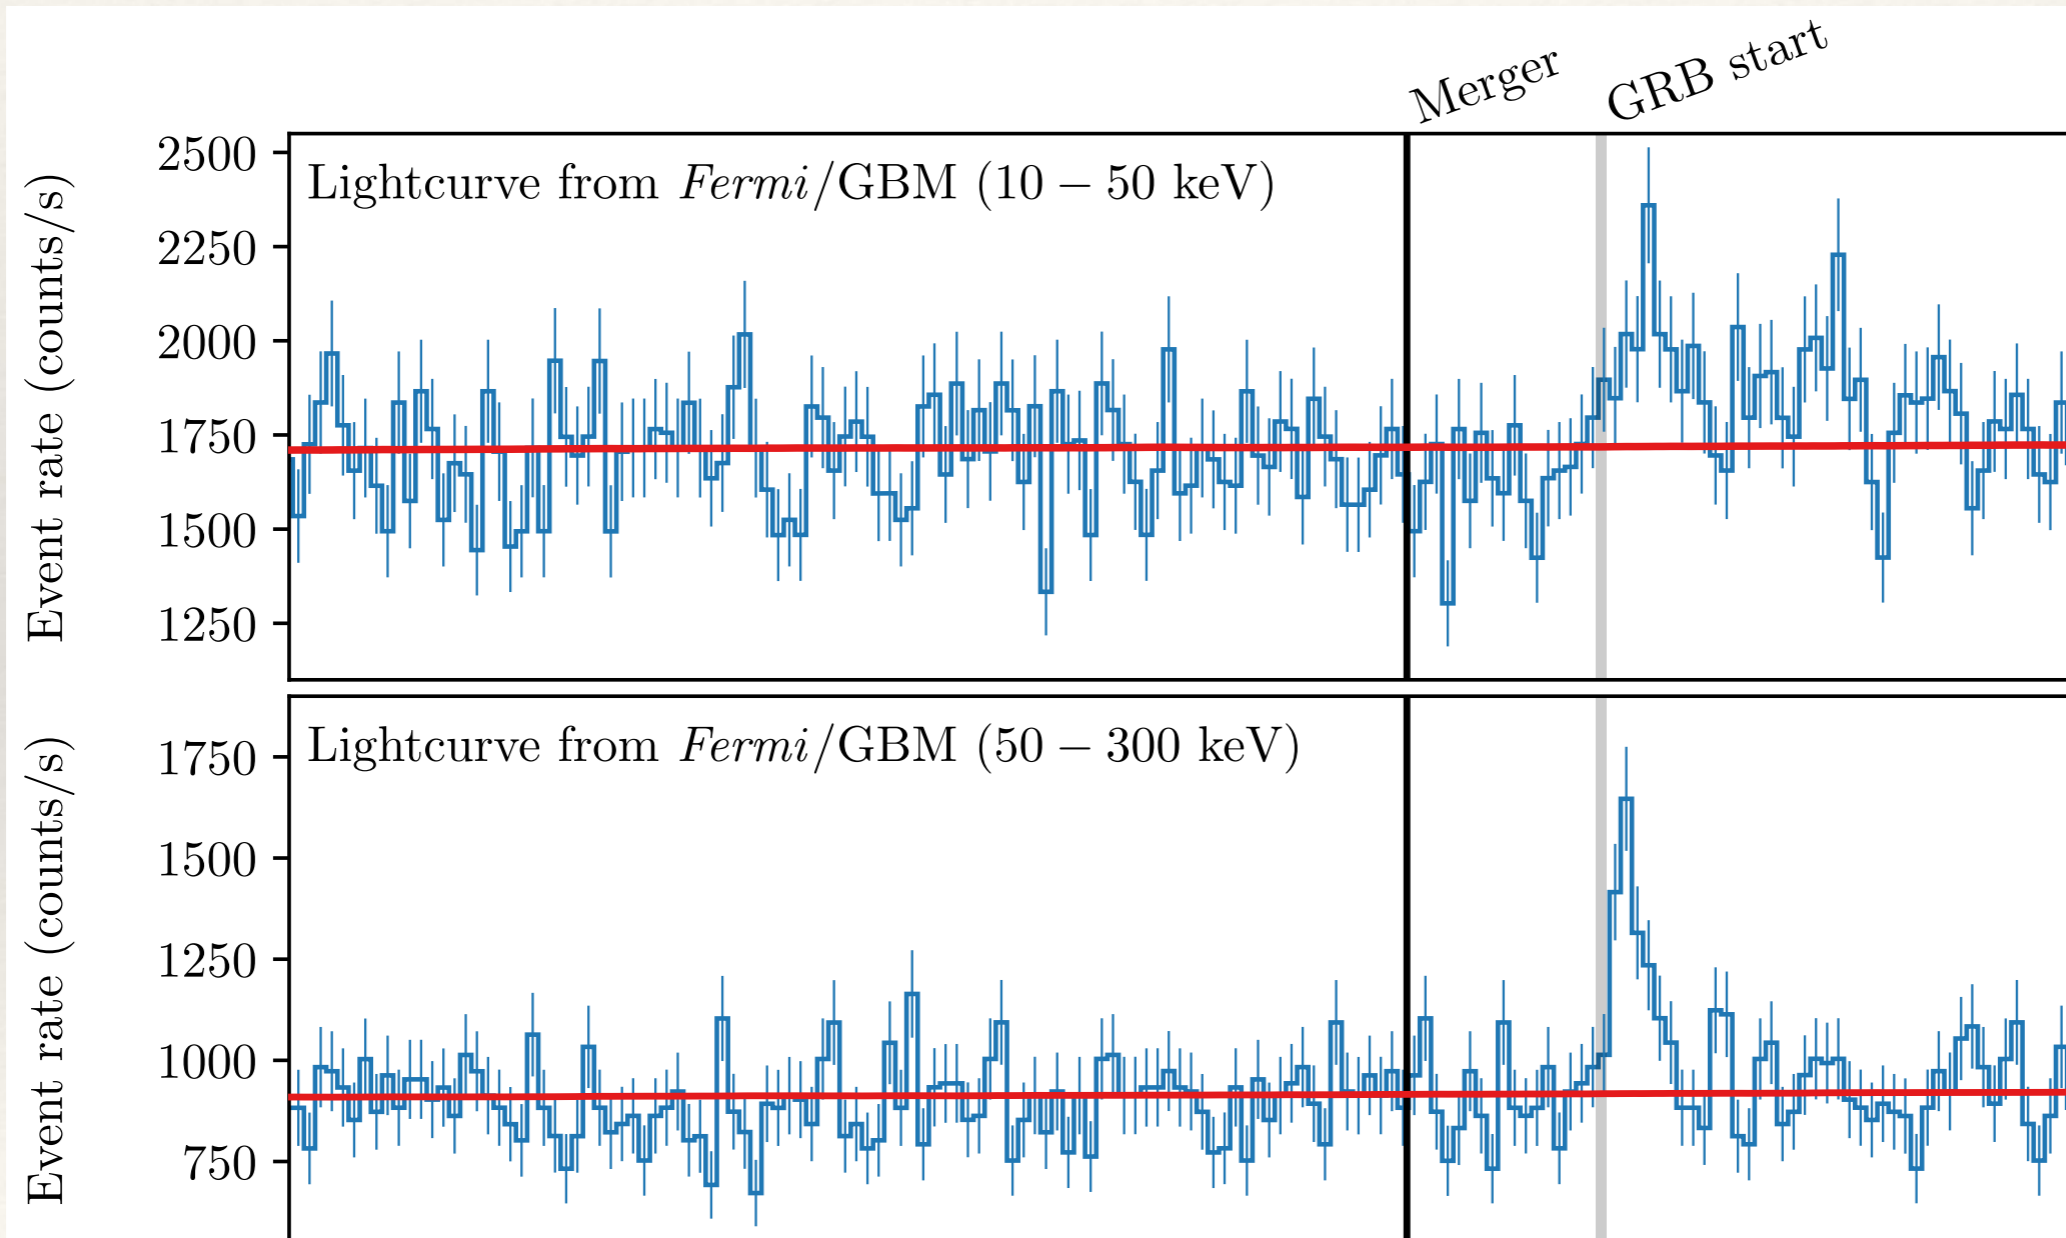 Merger
GRB start
Event rate (counts/s)
2500
2250
2000
1750
1500
1250
Lightcurve from Fermi/GBM (10 – 50 keV)
Event rate (counts/s)
1750
1500
1250
1000
750
Lightcurve from Fermi/GBM (50 – 300 keV)